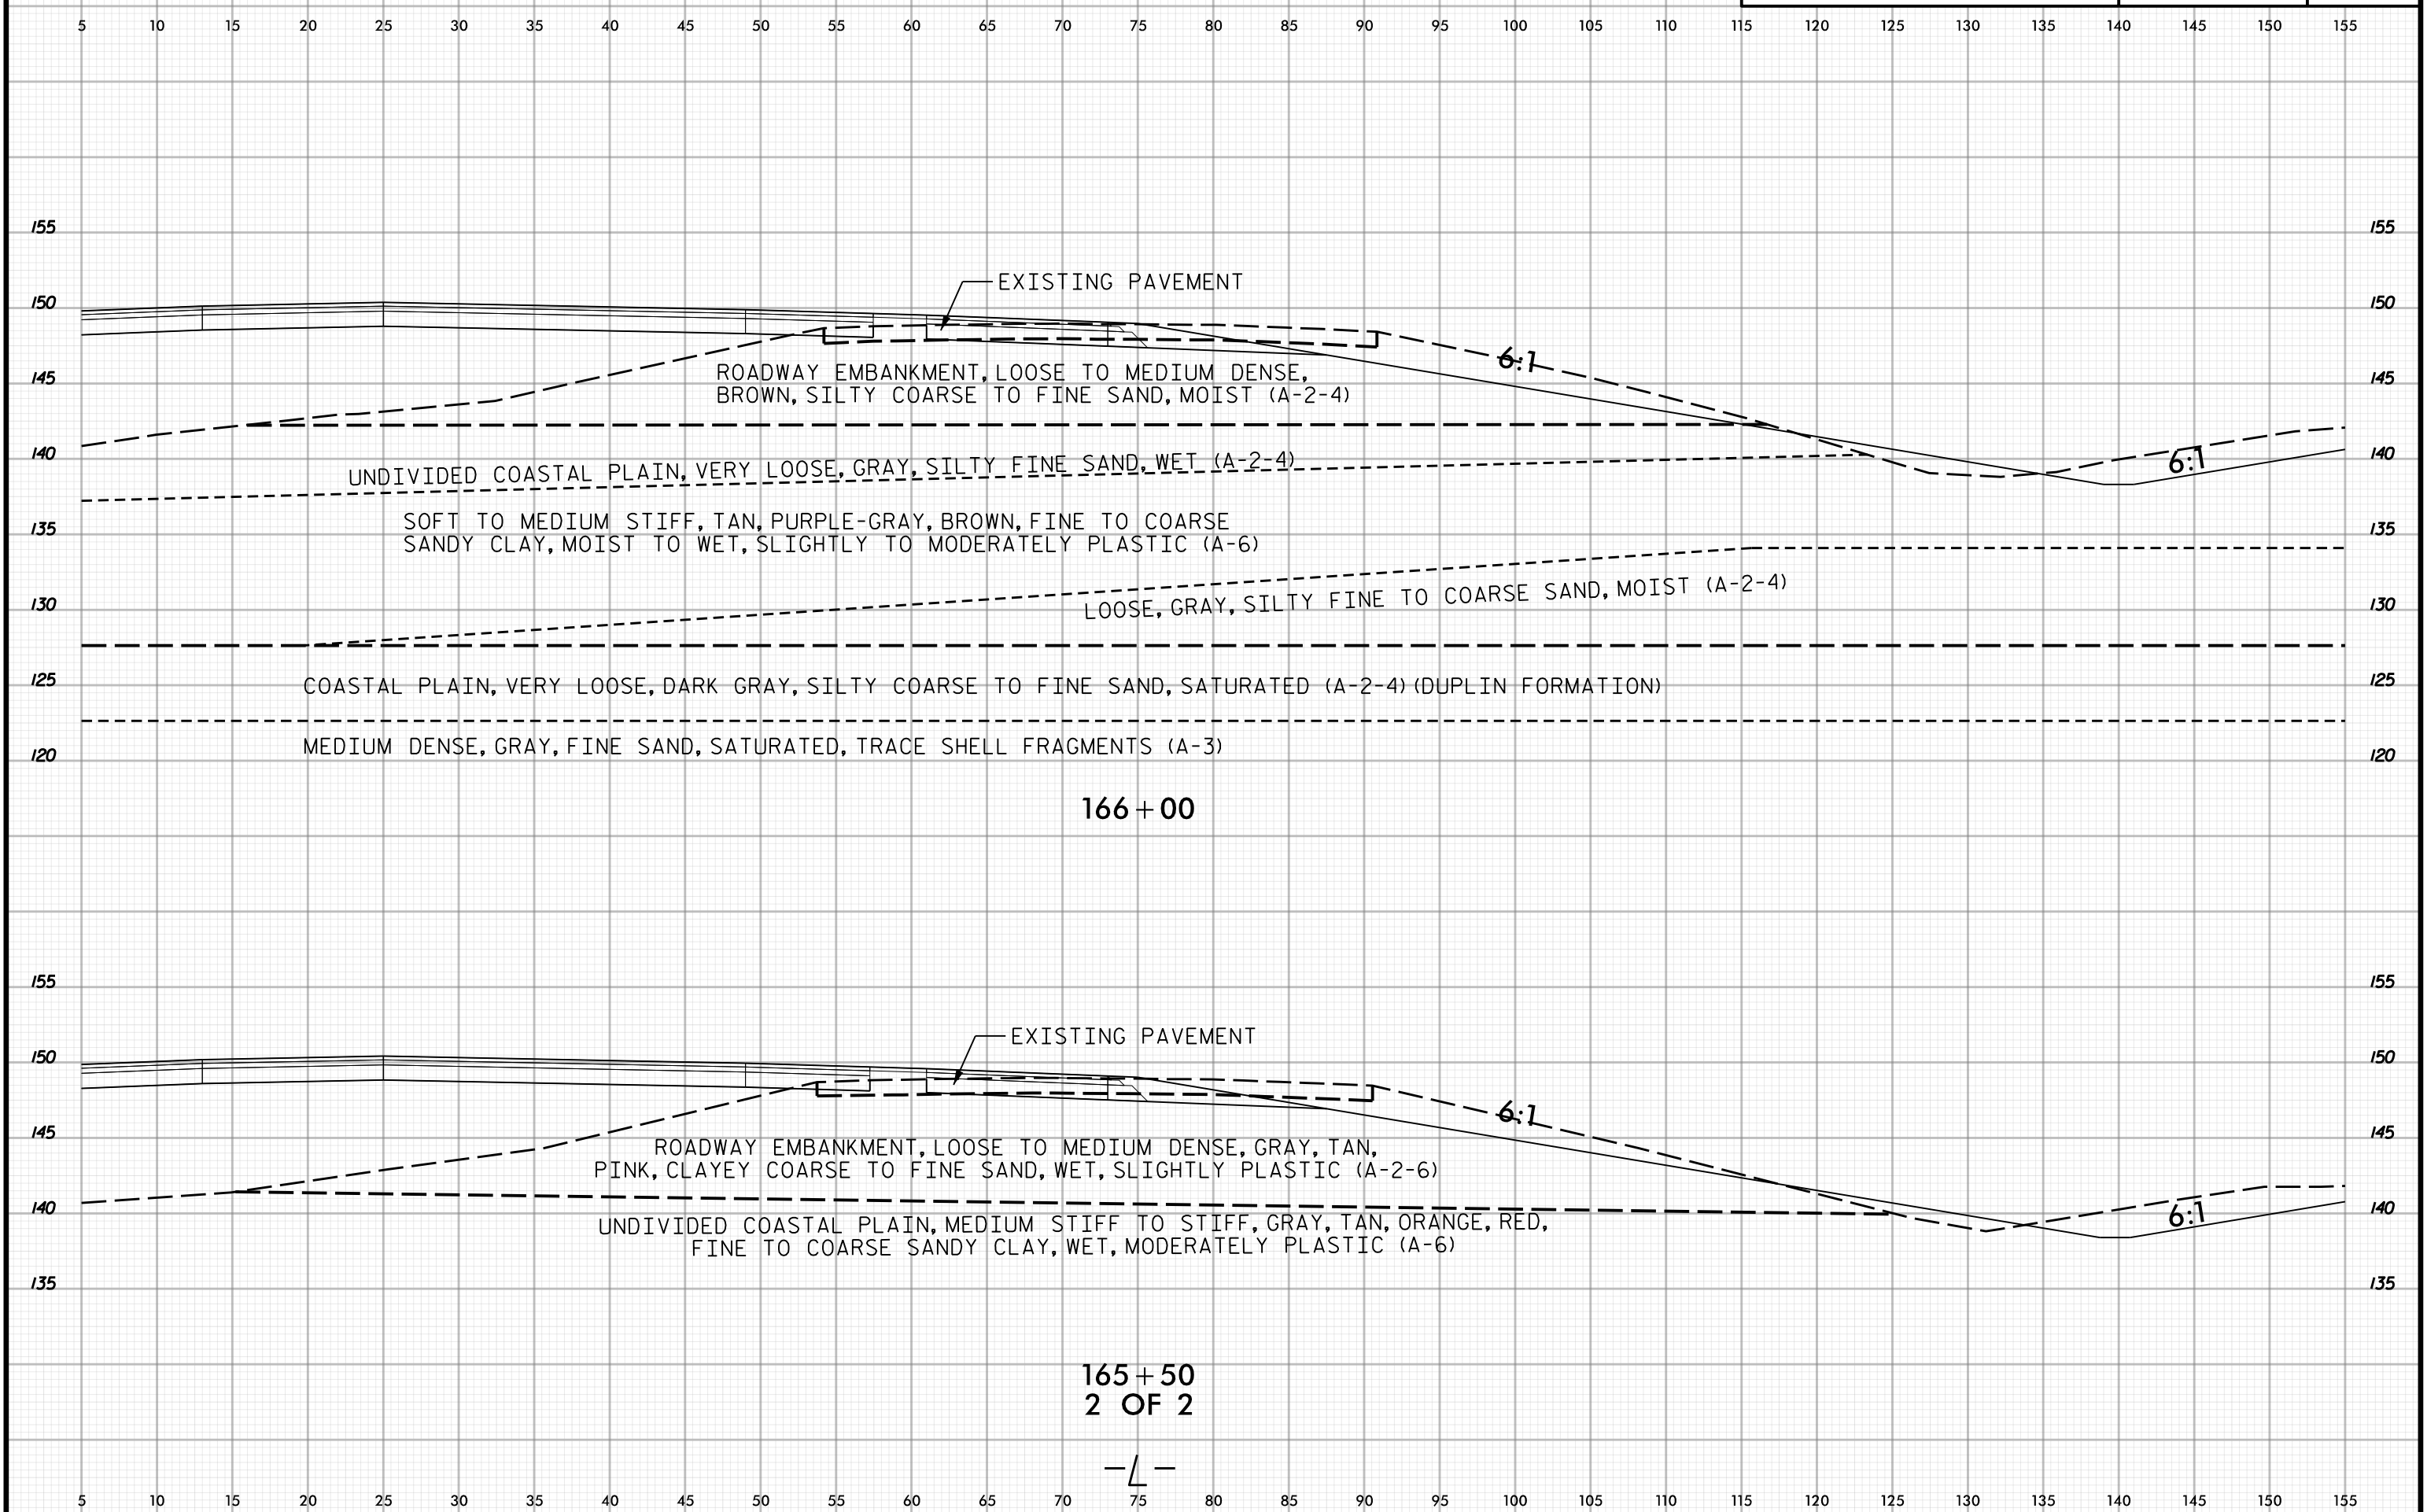 5 10 15 20 25 30 35 40 45 50 55 60 65 70 75 80 85 90 95 100 105 110 115 120 125 130 135 140 145 150 155
155 155
EXISTING PAVEMENT
150 150
6:1
ROADWAY EMBANKMENT, LOOSE TO MEDIUM DENSE,
145 145
BROWN, SILTY COARSE TO FINE SAND, MOIST (A-2-4)
140 140
6:1
UNDIVIDED COASTAL PLAIN, VERY LOOSE, GRAY, SILTY FINE SAND, WET (A-2-4)
SOFT TO MEDIUM STIFF, TAN, PURPLE-GRAY, BROWN, FINE TO COARSE
135 135
SANDY CLAY, MOIST TO WET, SLIGHTLY TO MODERATELY PLASTIC (A-6)
LOOSE, GRAY, SILTY FINE TO COARSE SAND, MOIST (A-2-4)
130 130
125 125
COASTAL PLAIN, VERY LOOSE, DARK GRAY, SILTY COARSE TO FINE SAND, SATURATED (A-2-4) (DUPLIN FORMATION)
MEDIUM DENSE, GRAY, FINE SAND, SATURATED, TRACE SHELL FRAGMENTS (A-3)
120 120
166+00
155 155
EXISTING PAVEMENT
150 150
6:1
145 145
ROADWAY EMBANKMENT, LOOSE TO MEDIUM DENSE, GRAY, TAN,
PINK, CLAYEY COARSE TO FINE SAND, WET, SLIGHTLY PLASTIC (A-2-6)
140 140
6:1
UNDIVIDED COASTAL PLAIN, MEDIUM STIFF TO STIFF, GRAY, TAN, ORANGE, RED,
FINE TO COARSE SANDY CLAY, WET, MODERATELY PLASTIC (A-6)
135 135
165+50
2 OF 2
-L-
5 10 15 20 25 30 35 40 45 50 55 60 65 70 75 80 85 90 95 100 105 110 115 120 125 130 135 140 145 150 155